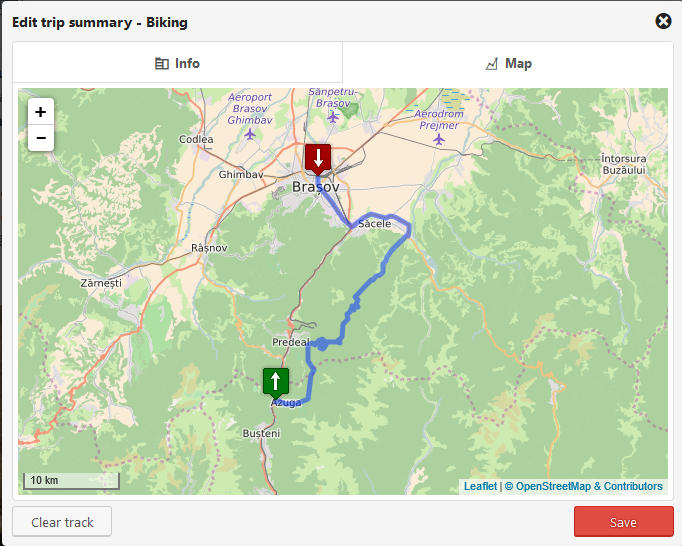 Edit trip summary - Biking
Info
Map
+
−
Aeroport
Brașov
Ghimbav
Sânpetru-
Brașov
Aerodrom
Prejmer
Codlea
Ghimbav
Brașov
Întorsura
Buzăului
Săcele
Râșnov
Zărnești
Predeal
Azuga
Bușteni
10 km
Leaflet | © OpenStreetMap & Contributors
Clear track
Save